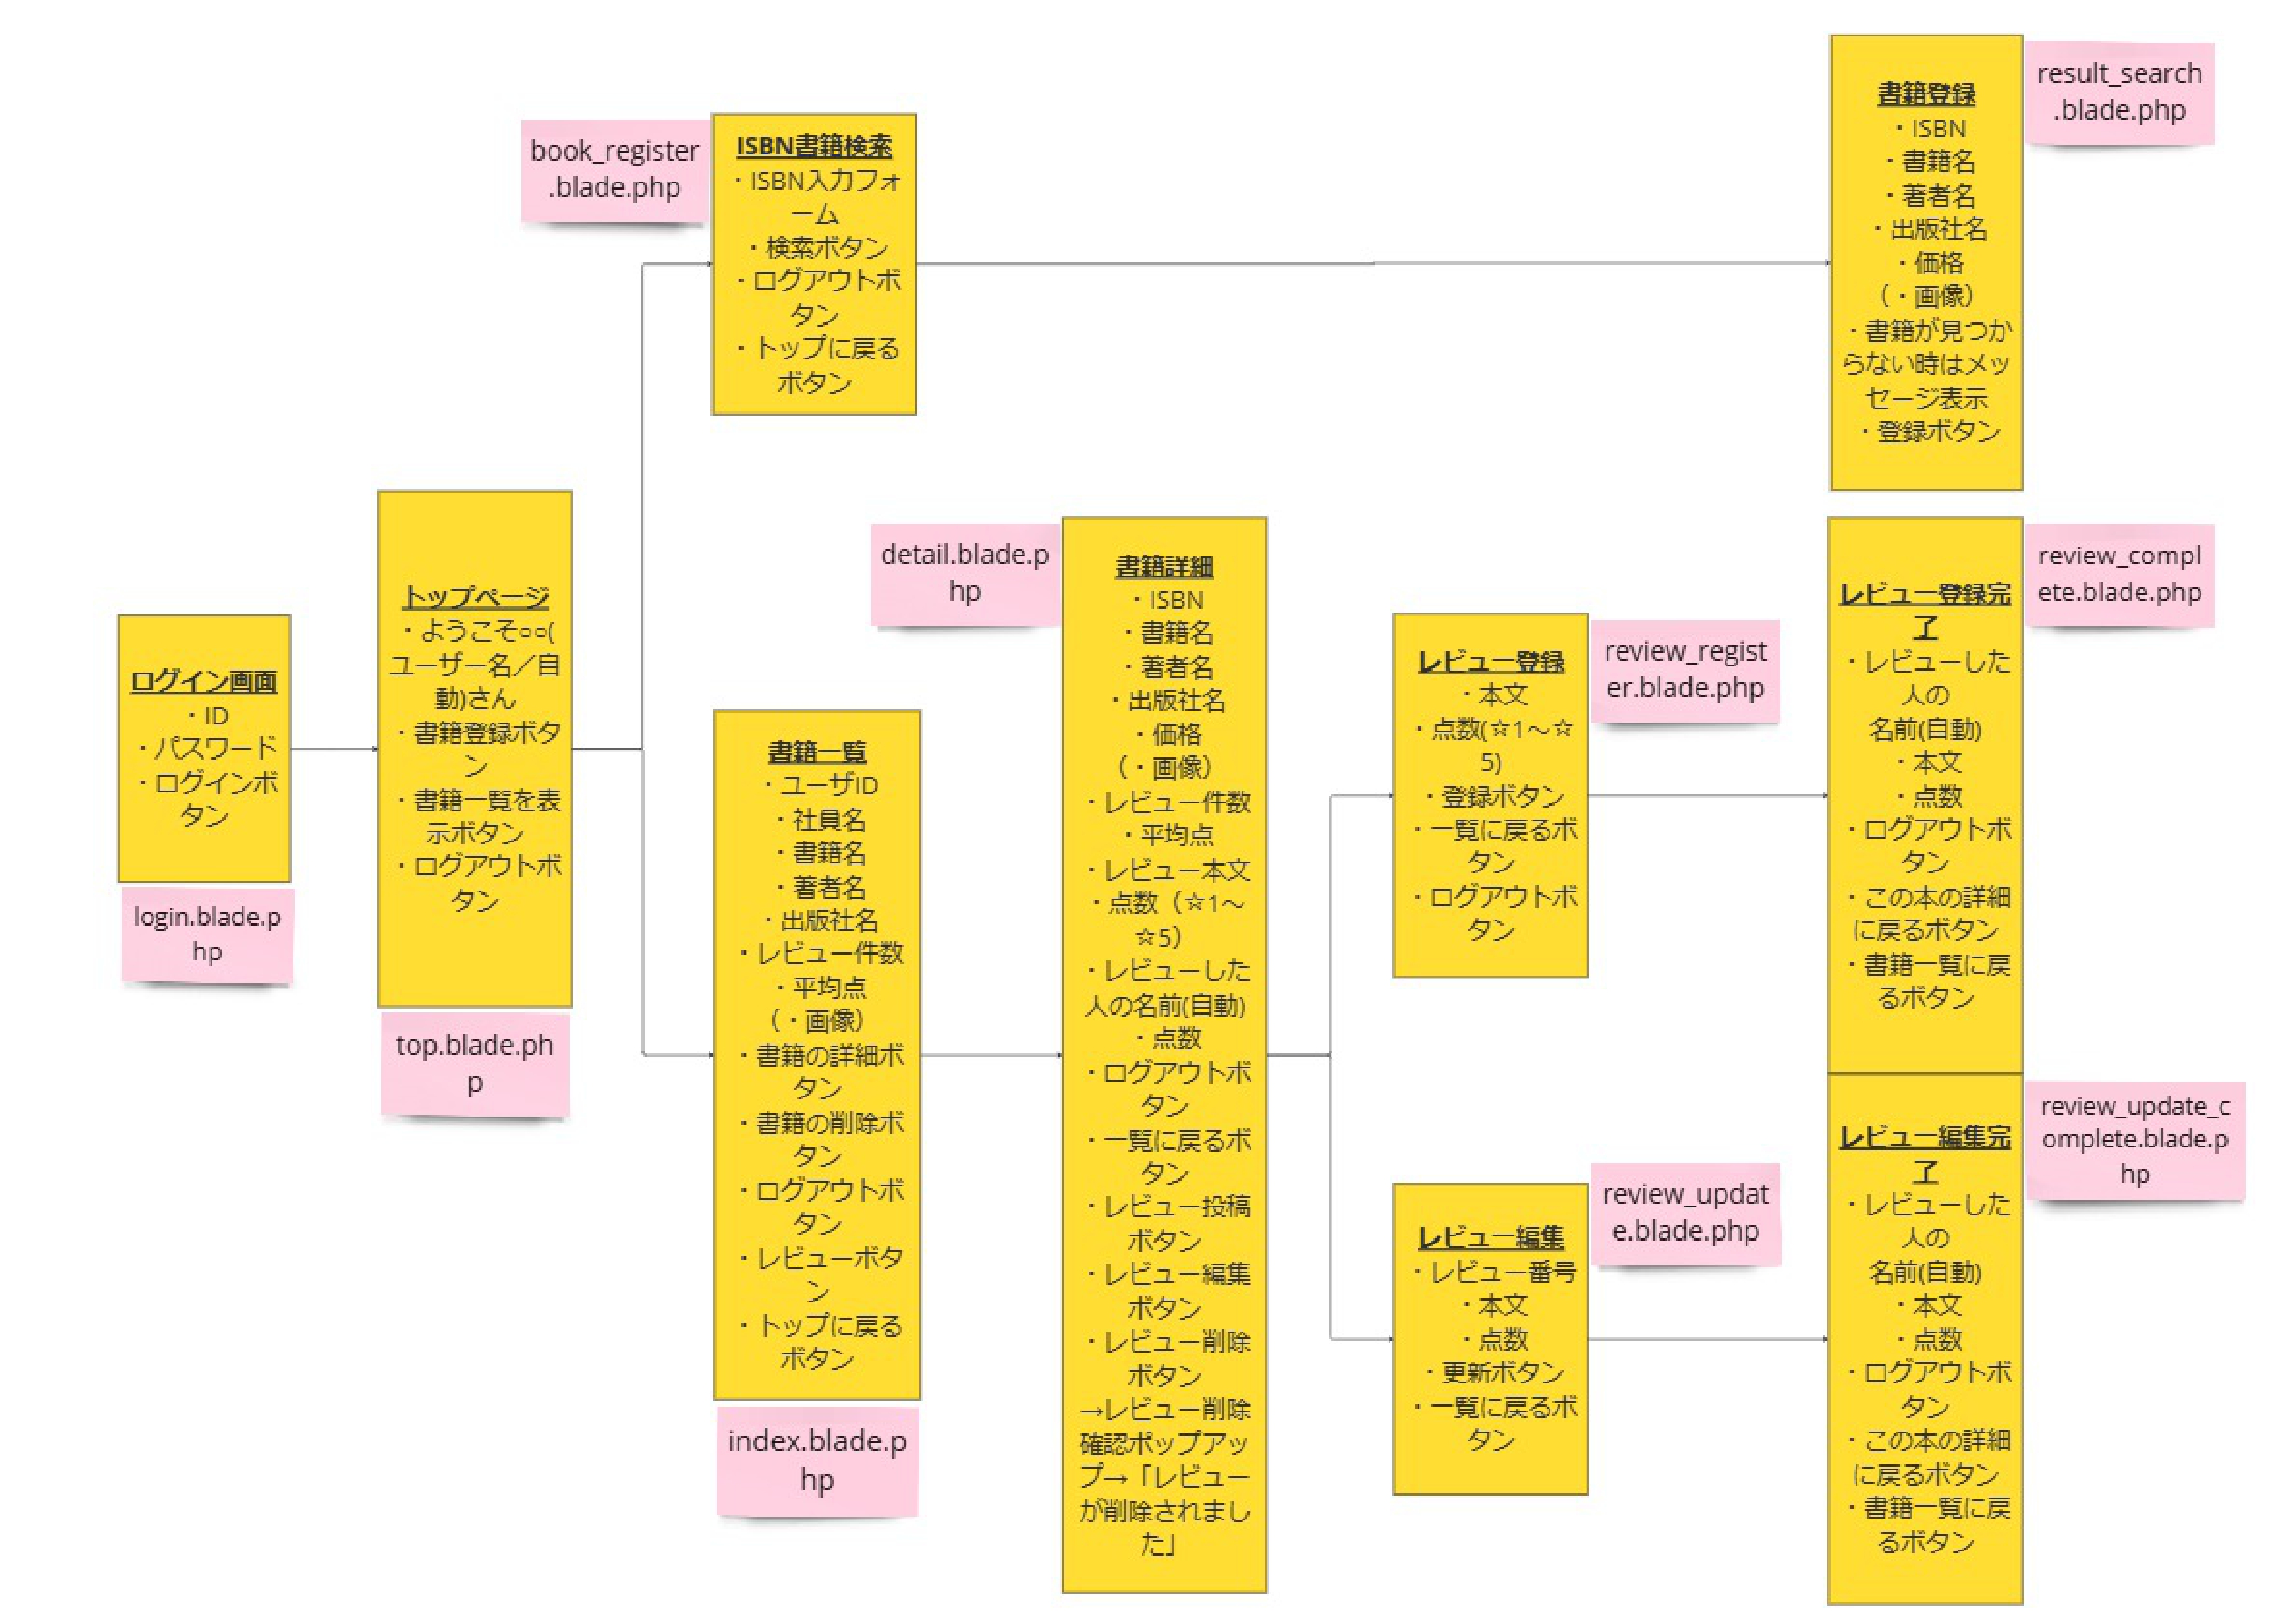 ログイン画面
・ID
・パスワード
・ログインボ
タン
login.blade.p
hp
トップページ
・ようこそ○○(
ユーザー名／自
動)さん
・書籍登録ボタ
ン
・書籍一覧を表
示ボタン
・ログアウトボ
タン
top.blade.ph
p
book_register
.blade.php
ISBN書籍検索
・ISBN入力フォ
ーム
・検索ボタン
・ログアウトボ
タン
・トップに戻る
ボタン
書籍登録
・ISBN
・書籍名
・著者名
・出版社名
・価格
（・画像）
・書籍が見つか
らない時はメッ
セージ表示
・登録ボタン
result_search
.blade.php
書籍一覧
・ユーザID
・社員名
・書籍名
・著者名
・出版社名
・レビュー件数
・平均点
（・画像）
・書籍の詳細ボ
タン
・書籍の削除ボ
タン
・ログアウトボ
タン
・レビューボタ
ン
・トップに戻る
ボタン
index.blade.p
hp
detail.blade.p
hp
書籍詳細
・ISBN
・書籍名
・著者名
・出版社名
・価格
（・画像）
・レビュー件数
・平均点
・レビュー本文
・点数（☆1～
☆5）
・レビューした
人の名前(自動)
・点数
・ログアウトボ
タン
・一覧に戻るボ
タン
・レビュー投稿
ボタン
・レビュー編集
ボタン
・レビュー削除
ボタン
→レビュー削除
確認ポップアッ
プ→「レビュー
が削除されまし
た」
レビュー登録
・本文
・点数(☆1～☆
5)
・登録ボタン
・一覧に戻るボ
タン
・ログアウトボ
タン
review_regist
er.blade.php
レビュー登録完
了
・レビューした
人の
名前(自動)
・本文
・点数
・ログアウトボ
タン
・この本の詳細
に戻るボタン
・書籍一覧に戻
るボタン
review_compl
ete.blade.php
レビュー編集
・レビュー番号
・本文
・点数
・更新ボタン
・一覧に戻るボ
タン
review_updat
e.blade.php
レビュー編集完
了
・レビューした
人の
名前(自動)
・本文
・点数
・ログアウトボ
タン
・この本の詳細
に戻るボタン
・書籍一覧に戻
るボタン
review_update_c
omplete.blade.p
hp